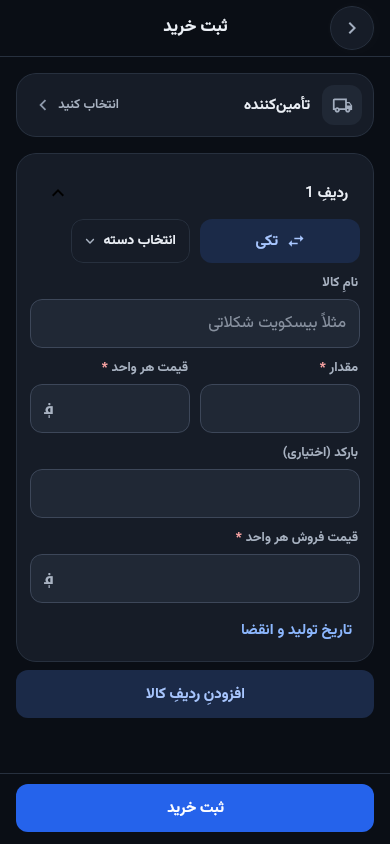 ثبت خرید
تأمین‌کننده
انتخاب کنید
ردیفِ 1
تکی
انتخاب دسته
نامِ کالا
مثلاً بیسکویت شکلاتی
مقدار *
قیمت هر واحد *
؋
بارکد (اختیاری)
قیمت فروش هر واحد *
؋
تاریخ تولید و انقضا
افزودنِ ردیفِ کالا
ثبت خرید